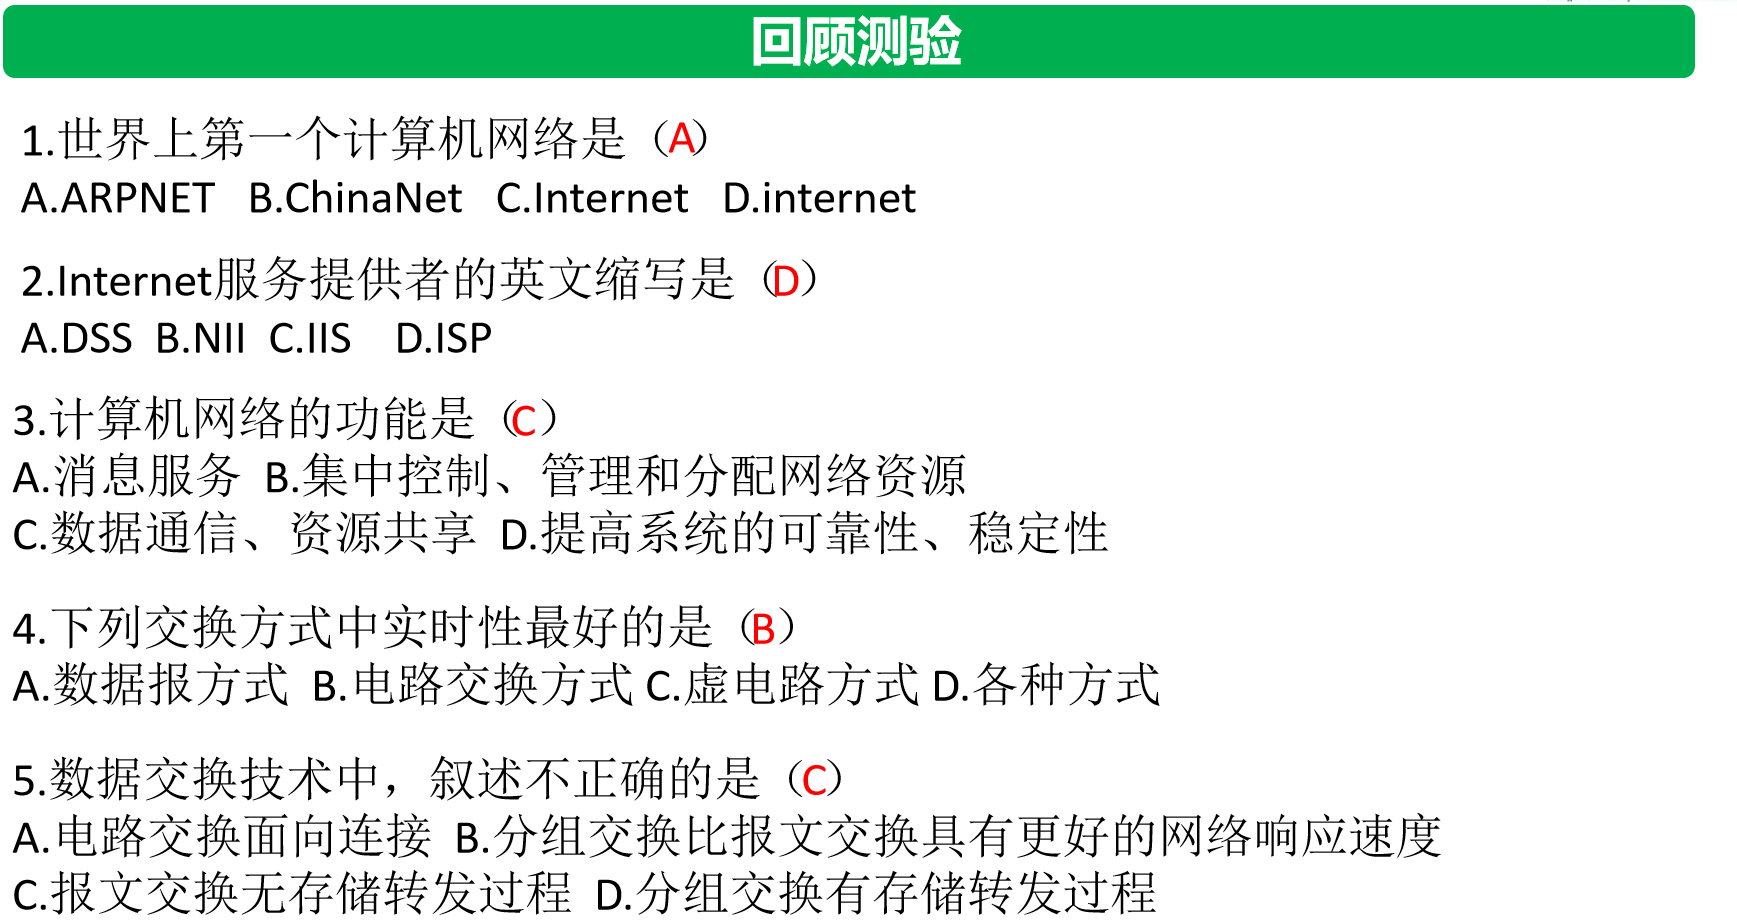 回顾测验
1.世界上第一个计算机网络是（A）
A.ARPNET B.ChinaNet C.Internet D.internet
2.Internet服务提供者的英文缩写是（D）
A.DSS B.NII C.IIS D.ISP
3.计算机网络的功能是（C）
A.消息服务 B.集中控制、管理和分配网络资源
C.数据通信、资源共享 D.提高系统的可靠性、稳定性
4.下列交换方式中实时性最好的是（B）
A.数据报方式 B.电路交换方式 C.虚电路方式 D.各种方式
5.数据交换技术中，叙述不正确的是（C）
A.电路交换面向连接 B.分组交换比报文交换具有更好的网络响应速度
C.报文交换无存储转发过程 D.分组交换有存储转发过程